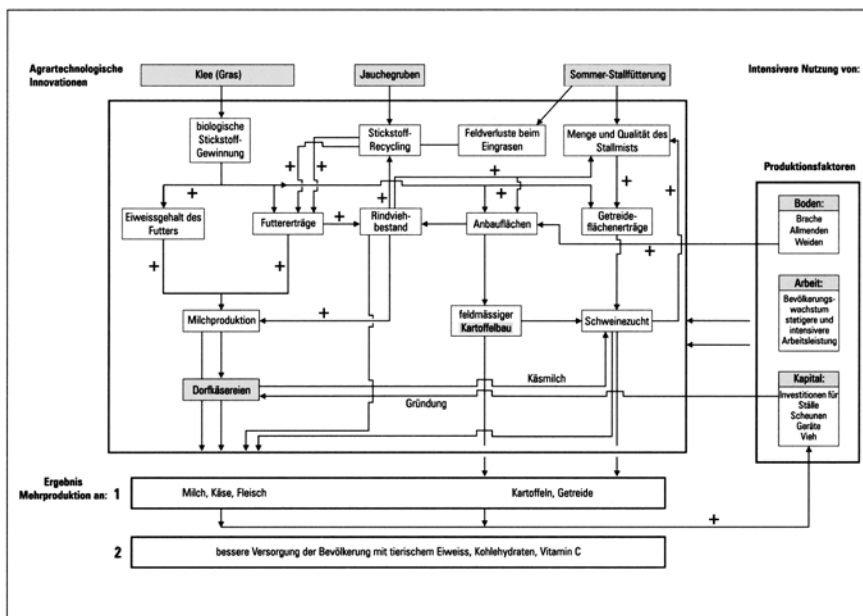 Agrartechnologische
Innovationen
Klee (Gras)
Jauchegruben
Sommer-Stallfütterung
Intensivere Nutzung von:
biologische
Stickstoff-
Gewinnung
Stickstoff-
Recycling
Feldverluste beim
Eingrasen
Menge und Qualität des
Stallmists
+
+
+
+
+
+
+
+
+
Eiweissgehalt des
Futters
Futtererträge
+
Rindvieh-
bestand
Anbauflächen
Getreide-
flächenerträge
+
+
+
Milchproduktion
+
feldmässiger
Kartoffelbau
Schweinezucht
Dorfkäsereien
Käsmilch
Gründung
Produktionsfaktoren
Boden:
Brache
Allmenden
Weiden
Arbeit:
Bevölkerungs-
wachstum
stetigere und
intensivere
Arbeitsleistung
Kapital:
Investitionen für
Ställe
Scheunen
Geräte
Vieh
Ergebnis
Mehrproduktion an: 1
Milch, Käse, Fleisch
Kartoffeln, Getreide
+
2
bessere Versorgung der Bevölkerung mit tierischem Eiweiss, Kohlehydraten, Vitamin C